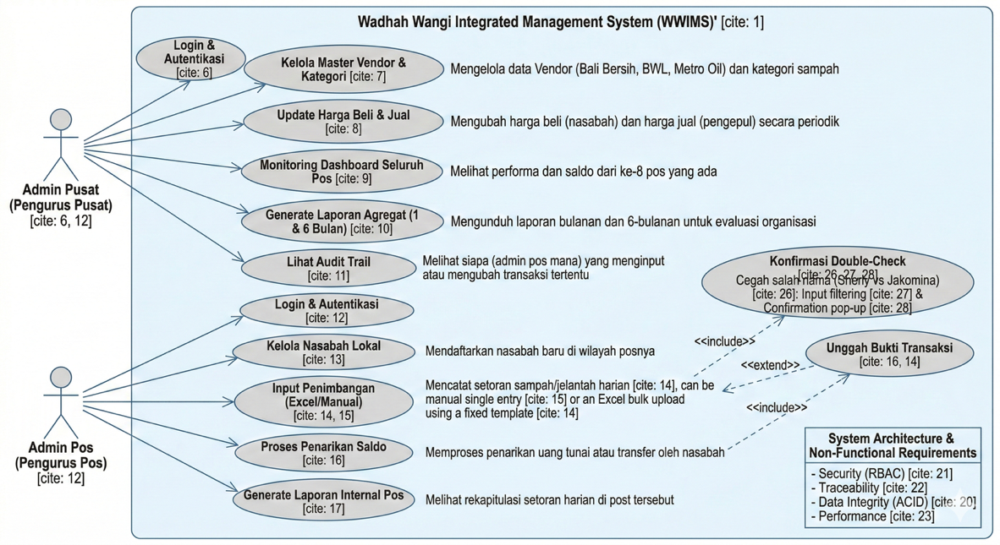 Wadhah Wangi Integrated Management System (WWIMS)' [cite: 1]
Login &
Autentikasi
[cite: 6]
Kelola Master Vendor &
Kategori [cite: 7]
Mengelola data Vendor (Bali Bersih, BWL, Metro Oil) dan kategori sampah
Update Harga Beli & Jual
[cite: 8]
Mengubah harga beli (nasabah) dan harga jual (pengepul) secara periodik
Monitoring Dashboard Seluruh
Pos [cite: 9]
Melihat performa dan saldo dari ke-8 pos yang ada
Admin Pusat
(Pengurus Pusat)
[cite: 6, 12]
Generate Laporan Agregat (1
& 6 Bulan) [cite: 10]
Mengunduh laporan bulanan dan 6-bulanan untuk evaluasi organisasi
Lihat Audit Trail
[cite: 11]
Melihat siapa (admin pos mana) yang menginput
atau mengubah transaksi tertentu
Konfirmasi Double-Check
[cite: 26, 27, 28]
Cegah salah nama (Sherly vs Jakomina)
[cite: 26]: Input filtering [cite: 27] &
Confirmation pop-up [cite: 28]
Login & Autentikasi
[cite: 12]
Kelola Nasabah Lokal
[cite: 13]
Mendaftarkan nasabah baru di wilayah posnya
<<include>>
Unggah Bukti Transaksi
[cite: 16, 14]
<<extend>>
Input Penimbangan
(Excel/Manual)
[cite: 14, 15]
Mencatat setoran sampah/jelantah harian [cite: 14], can be
manual single entry [cite: 15] or an Excel bulk upload
using a fixed template [cite: 14]
<<include>>
Admin Pos
(Pengurus Pos)
[cite: 12]
Proses Penarikan Saldo
[cite: 16]
Memproses penarikan uang tunai atau transfer oleh nasabah
Generate Laporan Internal Pos
[cite: 17]
Melihat rekapitulasi setoran harian di post tersebut
System Architecture &
Non-Functional Requirements
- Security (RBAC) [cite: 21]
- Traceability [cite: 22]
- Data Integrity (ACID) [cite: 20]
- Performance [cite: 23]